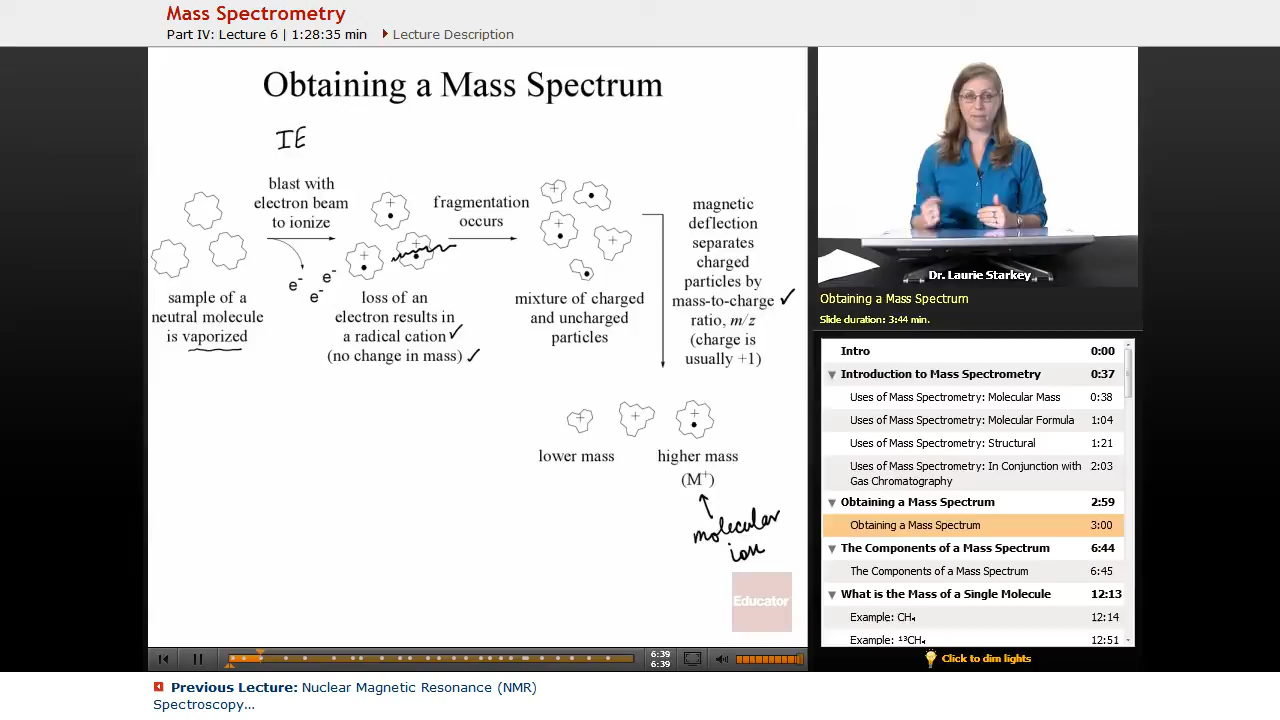 Mass Spectrometry
Part IV: Lecture 6 | 1:28:35 min
Lecture Description
Obtaining a Mass Spectrum
IE
blast with
electron beam
to ionize
e⁻
e⁻
e⁻
sample of a
neutral molecule
is vaporized
+
+
+
loss of an
electron results in
a radical cation ✓
(no change in mass) ✓
fragmentation
occurs
+
+
+
mixture of charged
and uncharged
particles
magnetic
deflection
separates
charged
particles by
mass-to-charge ✓
ratio, m/z
(charge is
usually +1)
+
+
+
lower mass
higher mass
(M⁺)
molecular
ion
Educator
6:39
6:39
Dr. Laurie Starkey
Obtaining a Mass Spectrum
Slide duration: 3:44 min.
Intro 0:00
Introduction to Mass Spectrometry 0:37
Uses of Mass Spectrometry: Molecular Mass 0:38
Uses of Mass Spectrometry: Molecular Formula 1:04
Uses of Mass Spectrometry: Structural 1:21
Uses of Mass Spectrometry: In Conjunction with 2:03
Gas Chromatography
Obtaining a Mass Spectrum 2:59
Obtaining a Mass Spectrum 3:00
The Components of a Mass Spectrum 6:44
The Components of a Mass Spectrum 6:45
What is the Mass of a Single Molecule 12:13
Example: CH₄ 12:14
Example: ¹³CH₄ 12:51
Click to dim lights
Previous Lecture: Nuclear Magnetic Resonance (NMR)
Spectroscopy...